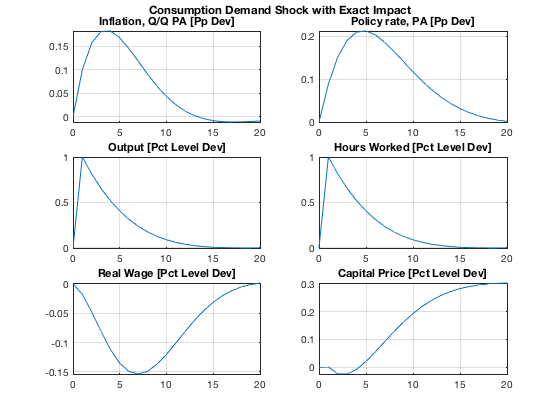 Consumption Demand Shock with Exact Impact
Inflation, Q/Q PA [Pp Dev]
0.15
0.1
0.05
0
0 5 10 15 20
Policy rate, PA [Pp Dev]
0.2
0.1
0
0 5 10 15 20
Output [Pct Level Dev]
1
0.5
0
0 5 10 15 20
Hours Worked [Pct Level Dev]
1
0.5
0
0 5 10 15 20
Real Wage [Pct Level Dev]
0
-0.05
-0.1
-0.15
0 5 10 15 20
Capital Price [Pct Level Dev]
0.3
0.2
0.1
0
0 5 10 15 20